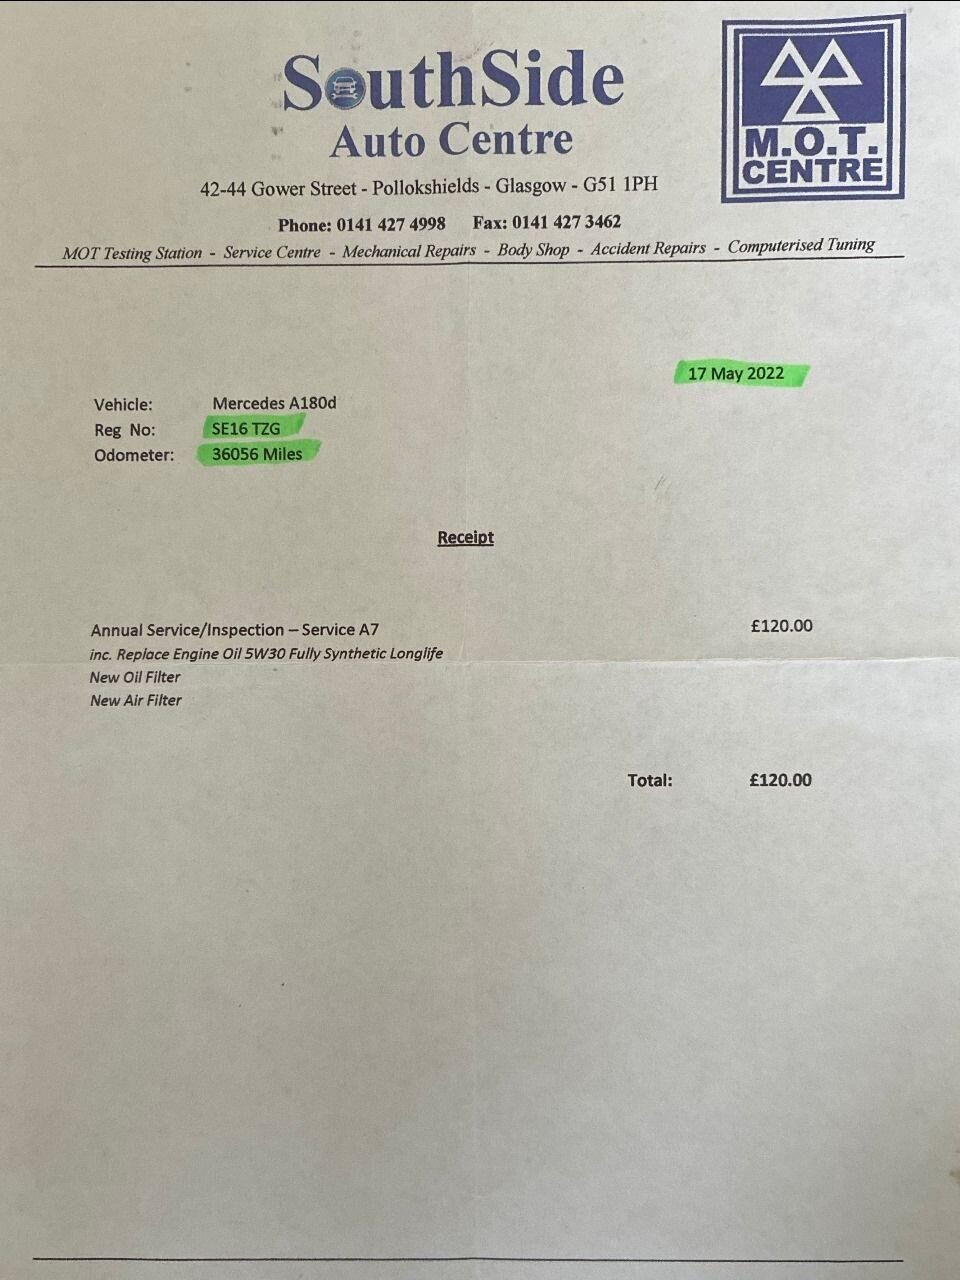 SouthSide
Auto Centre
42-44 Gower Street - Pollokshields - Glasgow - G51 1PH
Phone: 0141 427 4998 Fax: 0141 427 3462
MOT Testing Station - Service Centre - Mechanical Repairs - Body Shop - Accident Repairs - Computerised Tuning
M.O.T.
CENTRE
17 May 2022
Vehicle: Mercedes A180d
Reg No: SE16 TZG
Odometer: 36056 Miles
Receipt
Annual Service/Inspection – Service A7 £120.00
inc. Replace Engine Oil 5W30 Fully Synthetic Longlife
New Oil Filter
New Air Filter
Total: £120.00